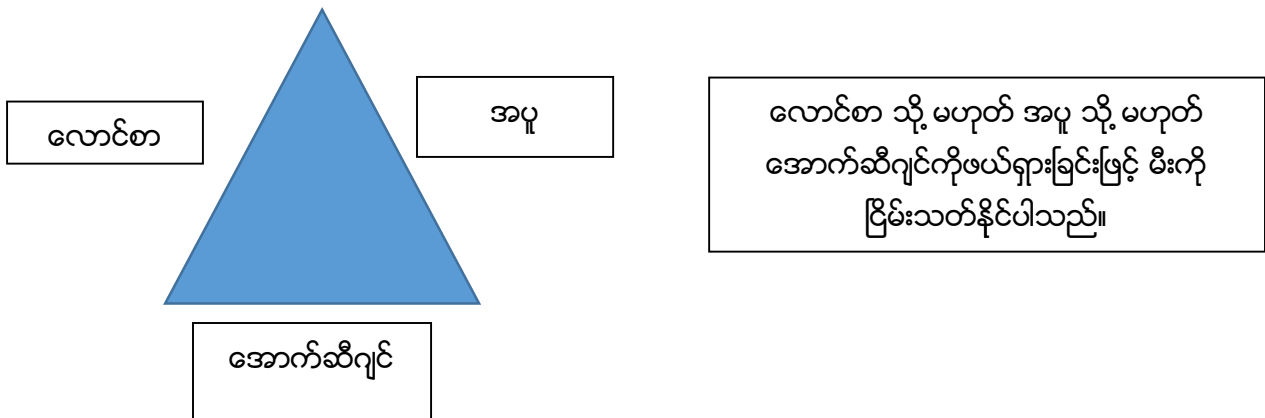 လောင်စာ
အပူ
အောက်ဆီဂျင်
လောင်စာ သို့ မဟုတ် အပူ သို့ မဟုတ်
အောက်ဆီဂျင်ကိုဖယ်ရှားခြင်းဖြင့် မီးကို
ငြိမ်းသတ်နိုင်ပါသည်။